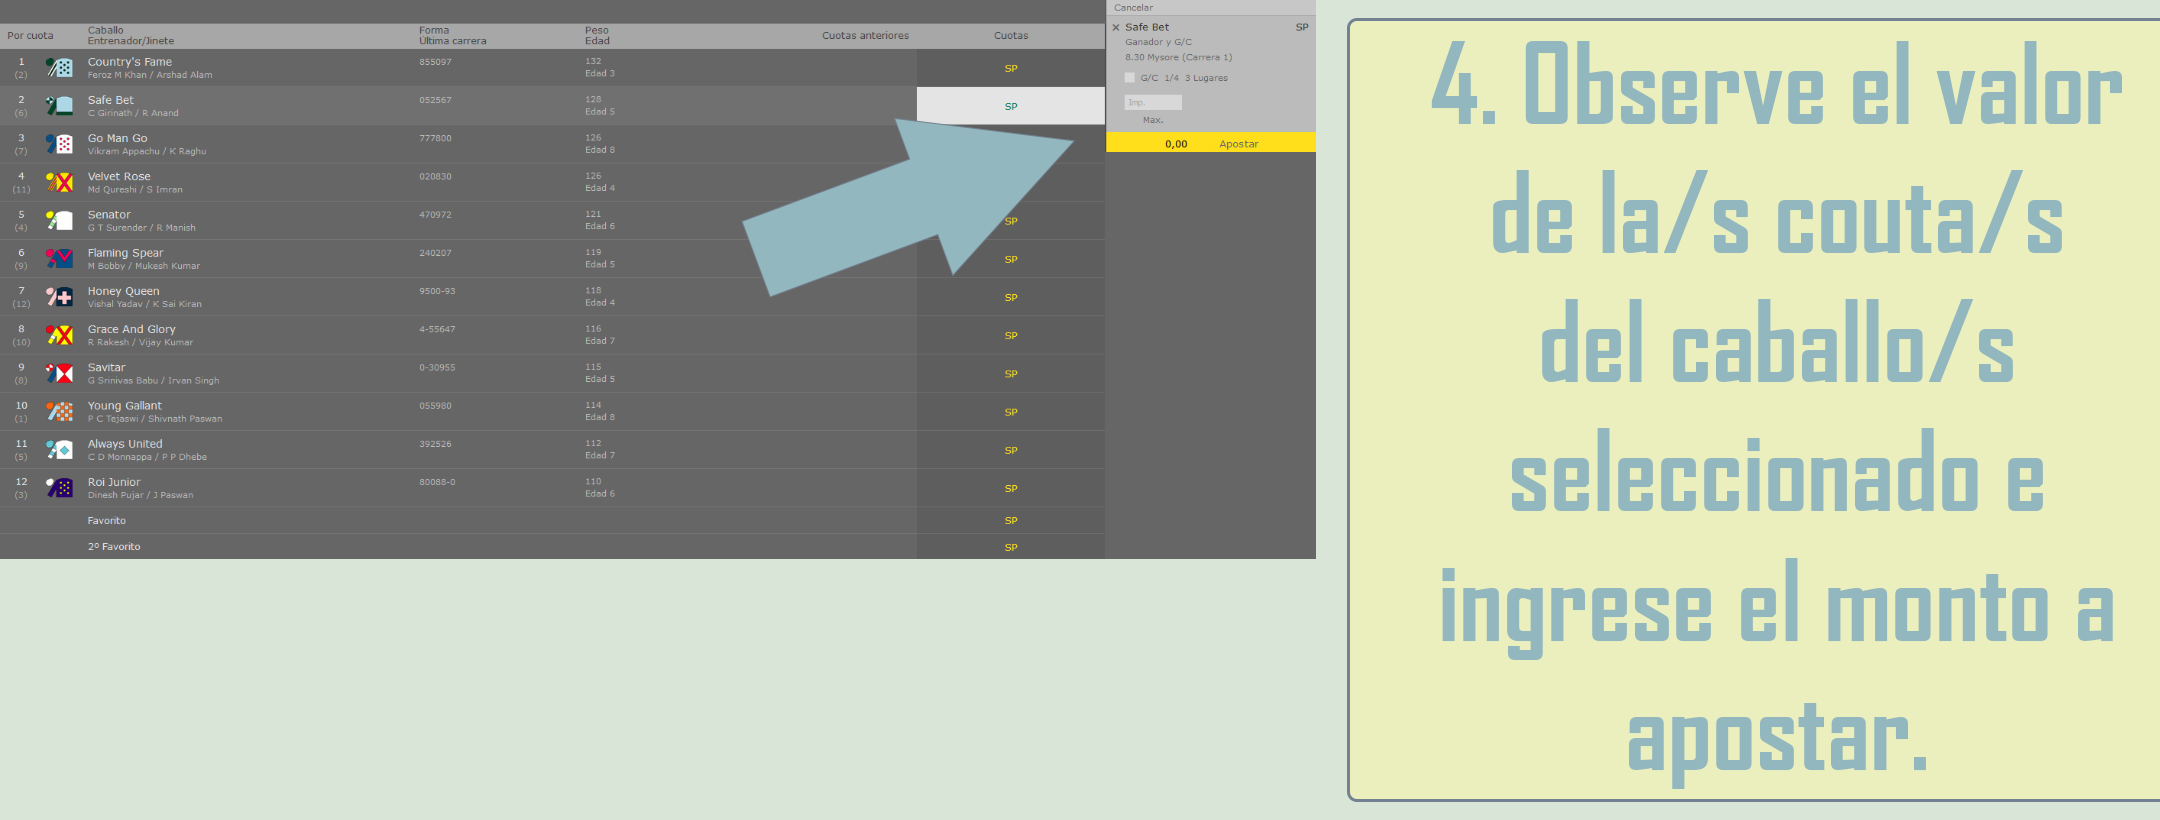 Cancelar
Por cuota Caballo Forma Peso Cuotas anteriores Cuotas
Entrenador/Jinete Última carrera Edad
1 Country's Fame 855097 132 SP
(2) Feroz M Khan / Arshad Alam Edad 3
2 Safe Bet 052567 128 SP
(6) C Girinath / R Anand Edad 5
3 Go Man Go 777800 126
(7) Vikram Appachu / K Raghu Edad 8
4 Velvet Rose 020830 126
(11) Md Qureshi / S Imran Edad 4
5 Senator 470972 121 SP
(4) G T Surender / R Manish Edad 6
6 Flaming Spear 240207 119 SP
(9) M Bobby / Mukesh Kumar Edad 5
7 Honey Queen 9500-93 118 SP
(12) Vishal Yadav / K Sai Kiran Edad 4
8 Grace And Glory 4-55647 116 SP
(10) R Rakesh / Vijay Kumar Edad 7
9 Savitar 0-30955 115 SP
(8) G Srinivas Babu / Irvan Singh Edad 5
10 Young Gallant 055980 114 SP
(1) P C Tejaswi / Shivnath Paswan Edad 8
11 Always United 392526 112 SP
(5) C D Monnappa / P P Dhebe Edad 7
12 Roi Junior 80088-0 110 SP
(3) Dinesh Pujar / J Paswan Edad 6
Favorito SP
2º Favorito SP
× Safe Bet SP
Ganador y G/C
8.30 Mysore (Carrera 1)
G/C 1/4 3 Lugares
Imp.
Max.
0,00 Apostar
4. Observe el valor
de la/s couta/s
del caballo/s
seleccionado e
ingrese el monto a
apostar.